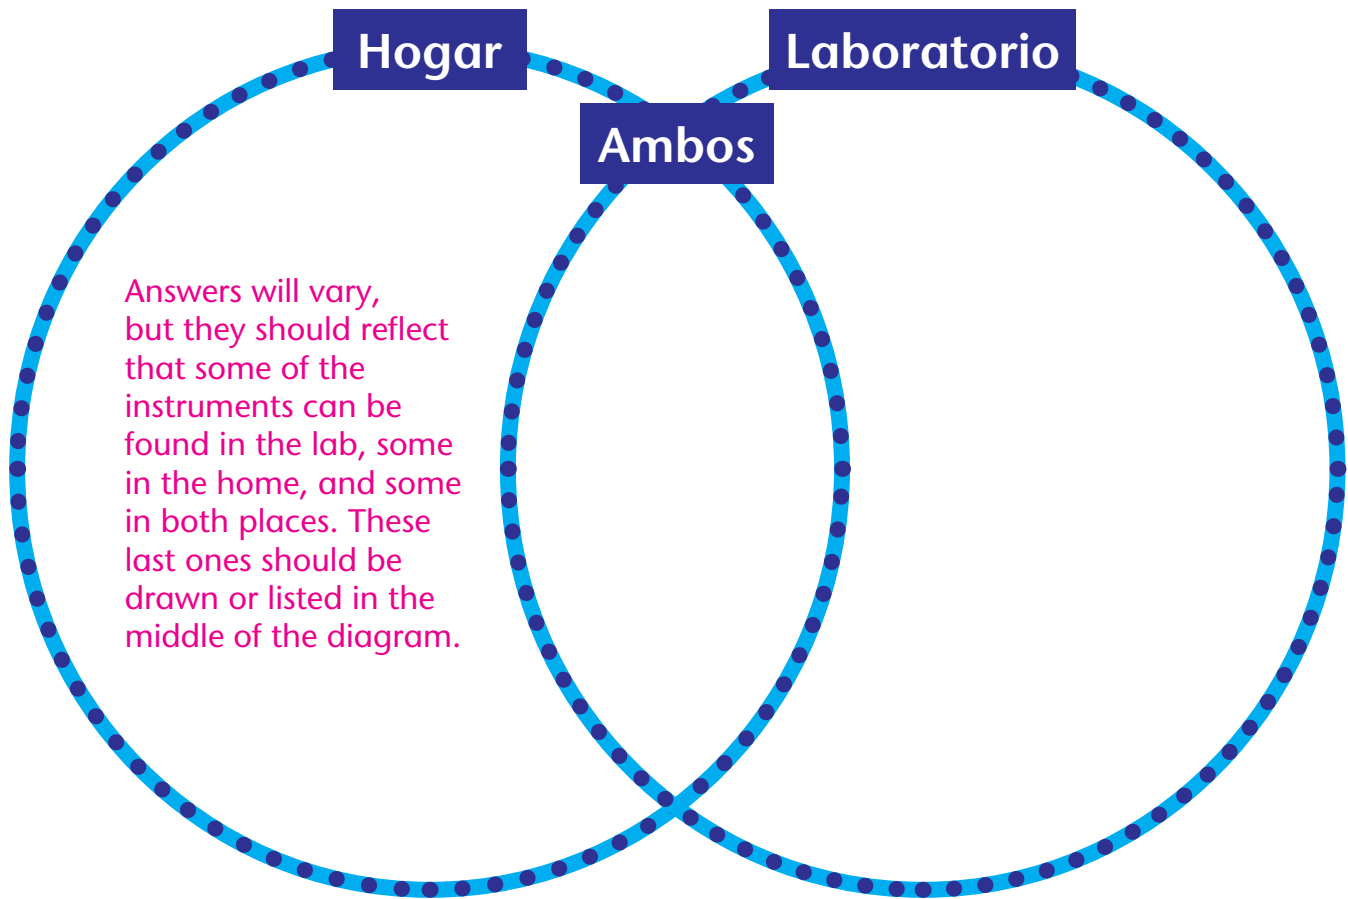 Hogar
Laboratorio
Ambos
Answers will vary,
but they should reflect
that some of the
instruments can be
found in the lab, some
in the home, and some
in both places. These
last ones should be
drawn or listed in the
middle of the diagram.